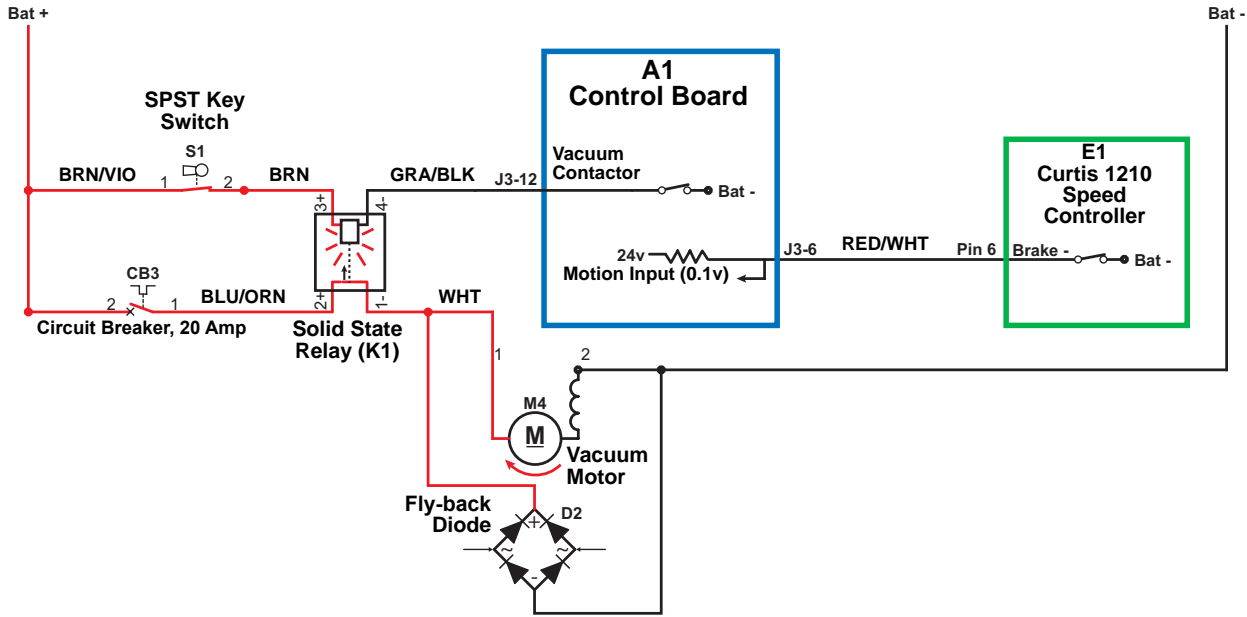 Bat +
Bat -
A1
Control Board
SPST Key
Switch
S1
E1
Curtis 1210
Speed
Controller
BRN/VIO
1
2
BRN
GRA/BLK
J3-12
Vacuum
Contactor
Bat -
3+
4-
24v
Motion Input (0.1v)
J3-6
RED/WHT
Pin 6
Brake -
Bat -
CB3
2
1
BLU/ORN
2+
1-
WHT
Circuit Breaker, 20 Amp
Solid State
Relay (K1)
1
2
M4
M
Vacuum
Motor
Fly-back
Diode
D2
+
~
~
-